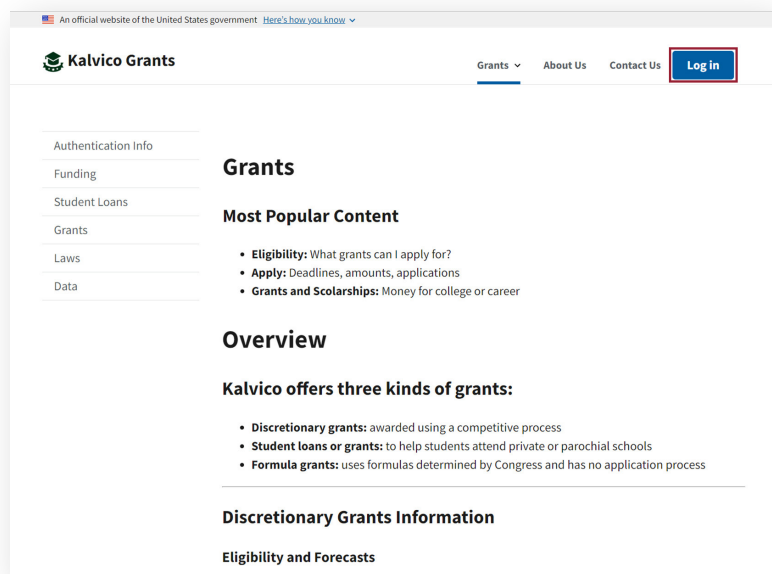 An official website of the United States government Here's how you know
Kalvico Grants
Grants
About Us
Contact Us
Log in
Authentication Info
Funding
Student Loans
Grants
Laws
Data
Grants
Most Popular Content
Eligibility: What grants can I apply for?
Apply: Deadlines, amounts, applications
Grants and Scolarships: Money for college or career
Overview
Kalvico offers three kinds of grants:
Discretionary grants: awarded using a competitive process
Student loans or grants: to help students attend private or parochial schools
Formula grants: uses formulas determined by Congress and has no application process
Discretionary Grants Information
Eligibility and Forecasts